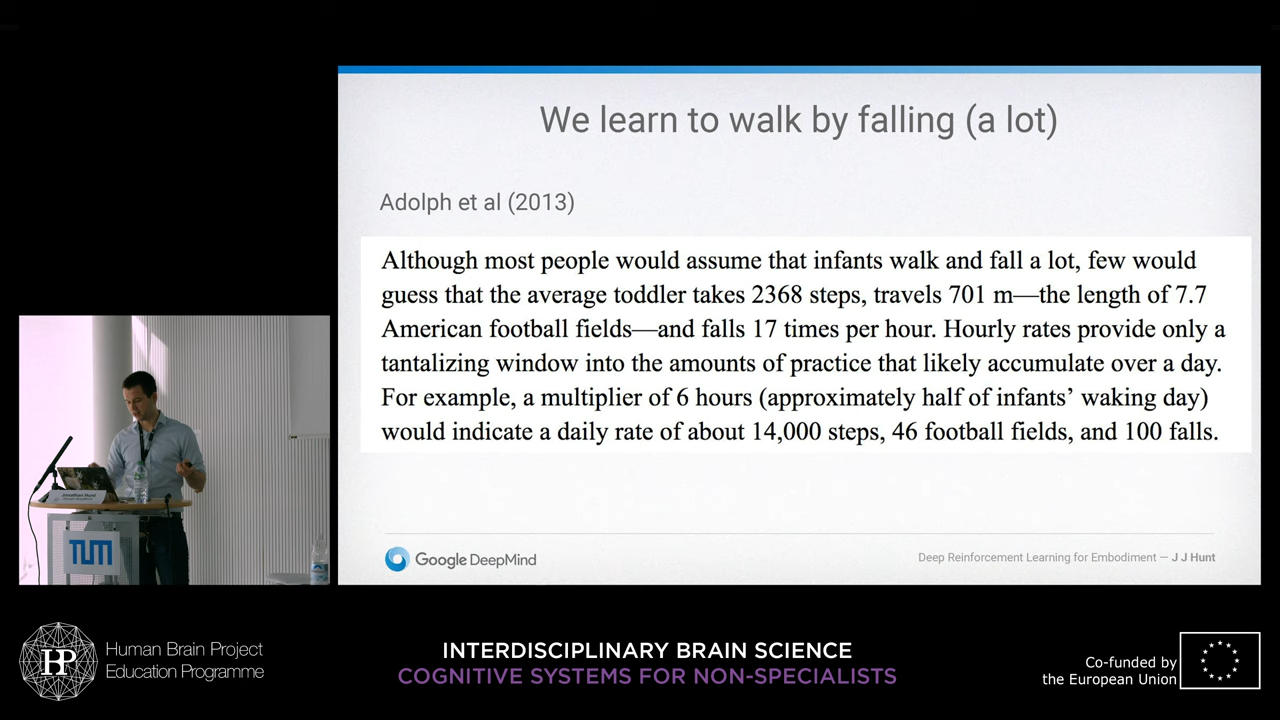 We learn to walk by falling (a lot)
Adolph et al (2013)
Although most people would assume that infants walk and fall a lot, few would
guess that the average toddler takes 2368 steps, travels 701 m—the length of 7.7
American football fields—and falls 17 times per hour. Hourly rates provide only a
tantalizing window into the amounts of practice that likely accumulate over a day.
For example, a multiplier of 6 hours (approximately half of infants’ waking day)
would indicate a daily rate of about 14,000 steps, 46 football fields, and 100 falls.
Google DeepMind
Deep Reinforcement Learning for Embodiment — J J Hunt
Jonathan Hunt
TUM
HP
Human Brain Project
Education Programme
INTERDISCIPLINARY BRAIN SCIENCE
COGNITIVE SYSTEMS FOR NON-SPECIALISTS
Co-funded by
the European Union